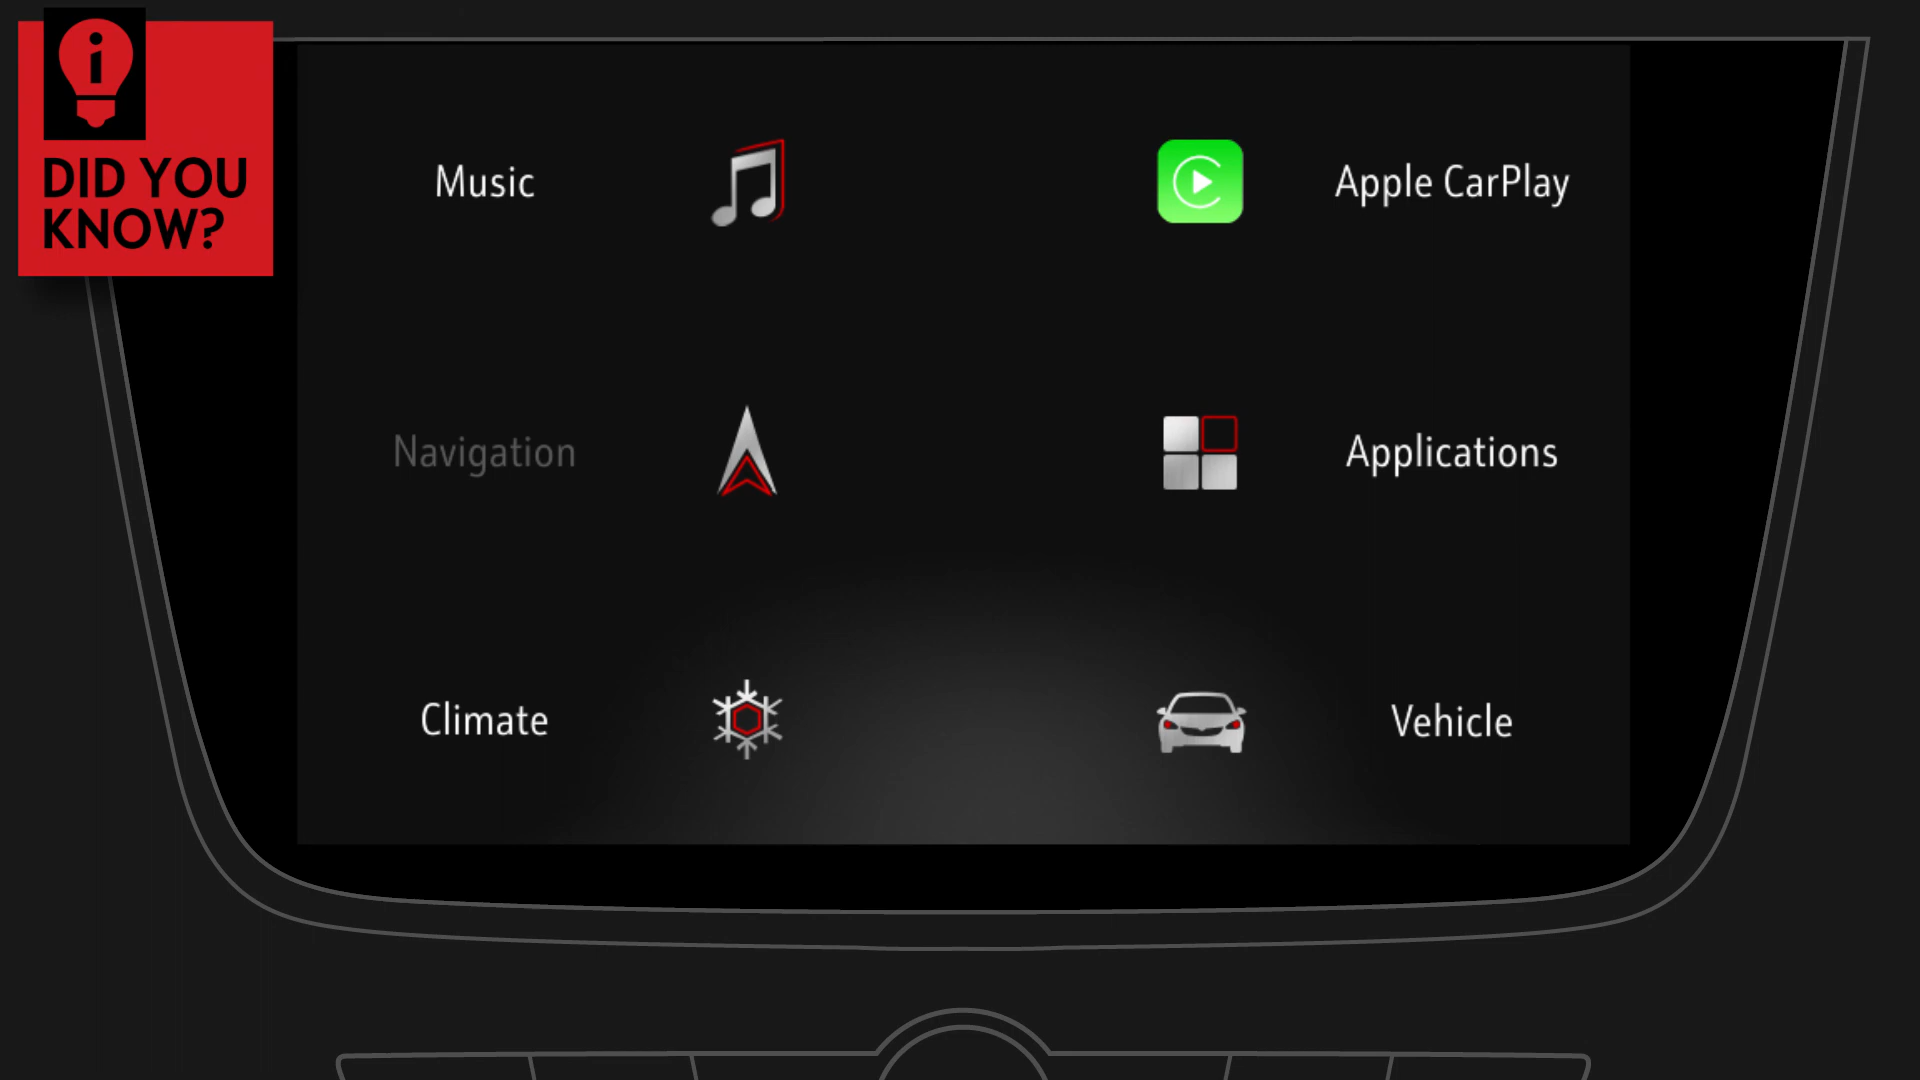 DID YOU
KNOW?
Music
Apple CarPlay
Navigation
Applications
Climate
Vehicle